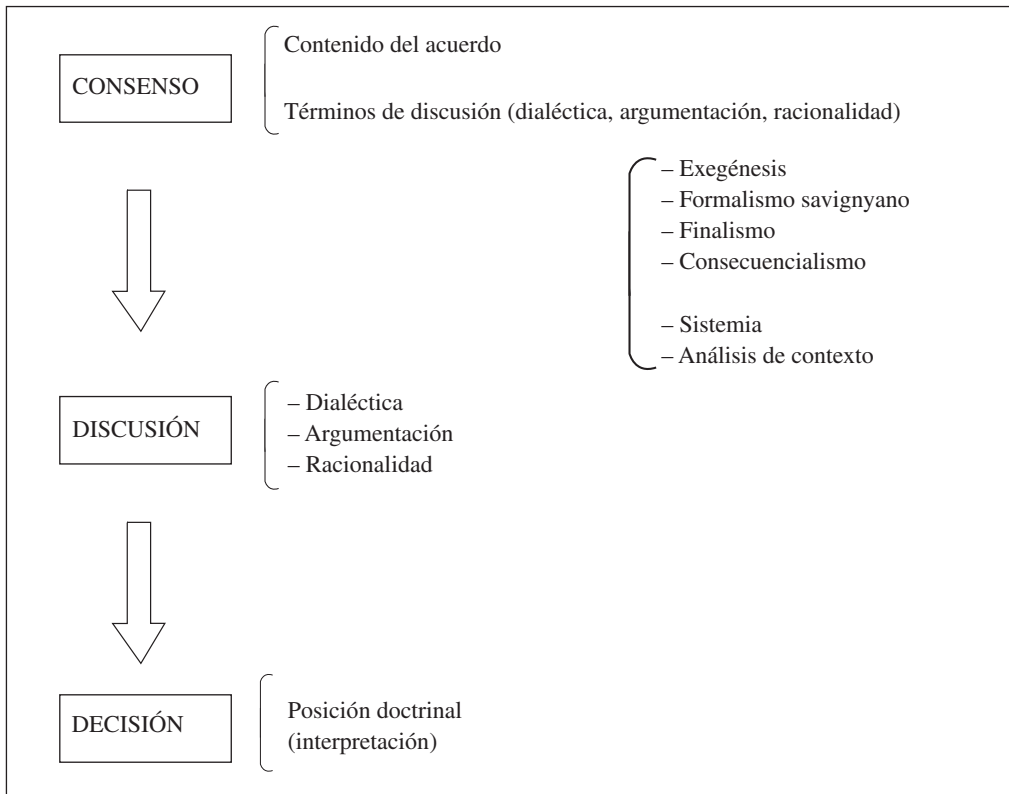 CONSENSO
Contenido del acuerdo
Términos de discusión (dialéctica, argumentación, racionalidad)
– Exegénesis
– Formalismo savignyano
– Finalismo
– Consecuencialismo
– Sistemia
– Análisis de contexto
DISCUSIÓN
– Dialéctica
– Argumentación
– Racionalidad
DECISIÓN
Posición doctrinal
(interpretación)